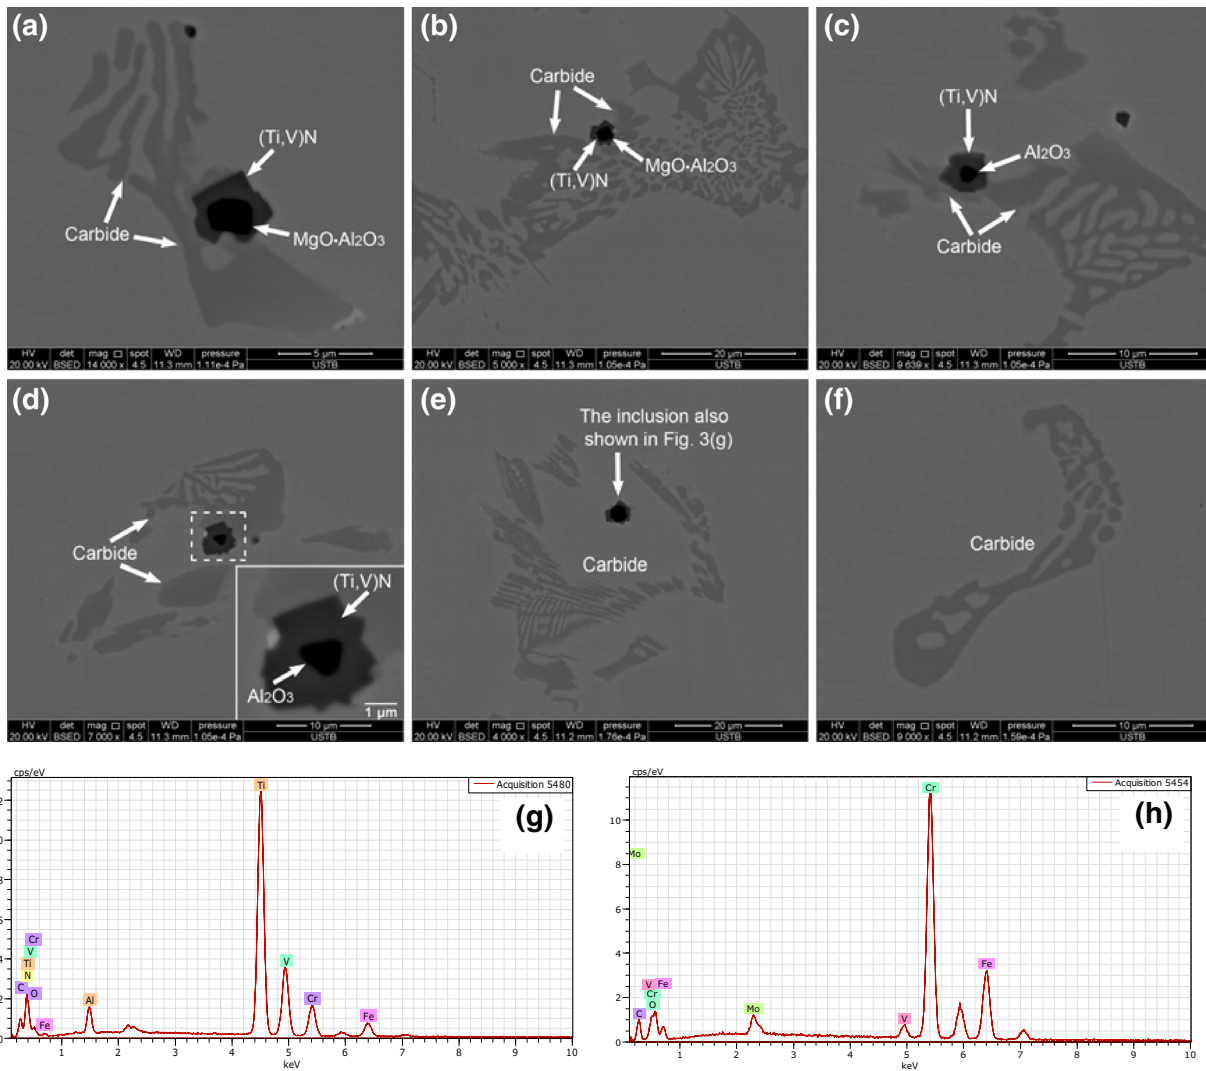 (a)
(Ti,V)N
Carbide
MgO•Al2O3
HV det mag □ spot WD pressure 5 µm
20.00 kV BSED 14 000 x 4.5 11.3 mm 1.11e-4 Pa USTB
(b)
Carbide
(Ti,V)N
MgO•Al2O3
HV det mag □ spot WD pressure 20 µm
20.00 kV BSED 5 000 x 4.5 11.3 mm 1.05e-4 Pa USTB
(c)
(Ti,V)N
Al2O3
Carbide
HV det mag □ spot WD pressure 10 µm
20.00 kV BSED 9 639 x 4.5 11.3 mm 1.05e-4 Pa USTB
(d)
Carbide
(Ti,V)N
Al2O3
1 µm
HV det mag □ spot WD pressure 10 µm
20.00 kV BSED 7 000 x 4.5 11.3 mm 1.05e-4 Pa USTB
(e)
The inclusion also
shown in Fig. 3(g)
Carbide
HV det mag □ spot WD pressure 20 µm
20.00 kV BSED 4 000 x 4.5 11.2 mm 1.76e-4 Pa USTB
(f)
Carbide
HV det mag □ spot WD pressure 10 µm
20.00 kV BSED 9 000 x 4.5 11.2 mm 1.59e-4 Pa USTB
cps/eV
Acquisition 5480
(g)
Ti
Cr
V
Ti
N
C O
Fe
Al
V
Cr
Fe
2
0
8
6
4
2
0
1 2 3 4 5 6 7 8 9 10
keV
cps/eV
Acquisition 5454
(h)
Cr
Mo
V Fe
Cr
O
C
Mo
V
Fe
10
8
6
4
2
0
1 2 3 4 5 6 7 8 9 10
keV